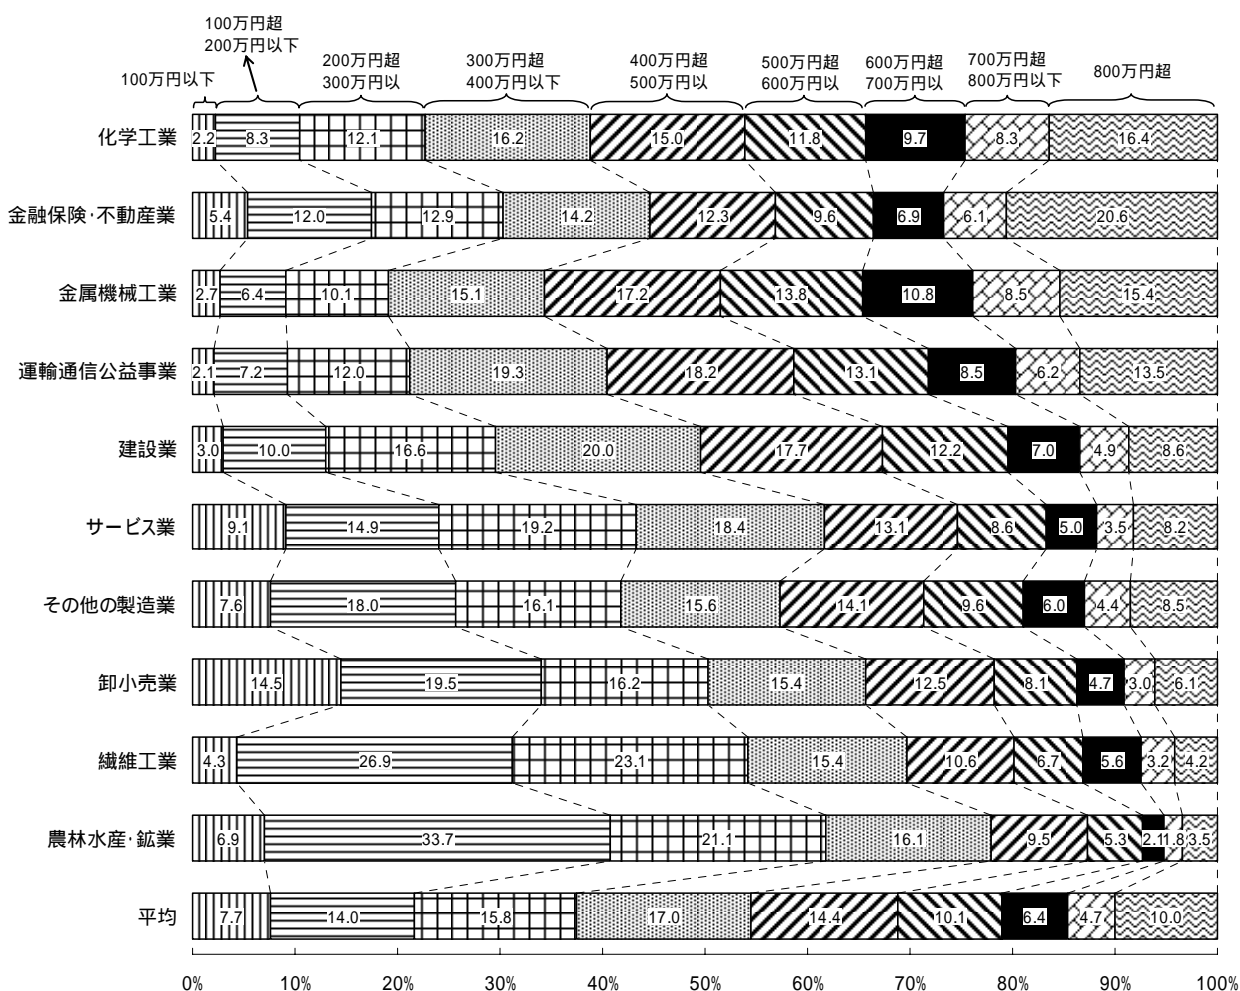 100万円超
200万円以下
100万円以下
200万円超
300万円以
300万円超
400万円以下
400万円超
500万円以
500万円超
600万円以
600万円超
700万円以
700万円超
800万円以下
800万円超
化学工業 2.2 8.3 12.1 16.2 15.0 11.8 9.7 8.3 16.4
金融保険･不動産業 5.4 12.0 12.9 14.2 12.3 9.6 6.9 6.1 20.6
金属機械工業 2.7 6.4 10.1 15.1 17.2 13.8 10.8 8.5 15.4
運輸通信公益事業 2.1 7.2 12.0 19.3 18.2 13.1 8.5 6.2 13.5
建設業 3.0 10.0 16.6 20.0 17.7 12.2 7.0 4.9 8.6
サービス業 9.1 14.9 19.2 18.4 13.1 8.6 5.0 3.5 8.2
その他の製造業 7.6 18.0 16.1 15.6 14.1 9.6 6.0 4.4 8.5
卸小売業 14.5 19.5 16.2 15.4 12.5 8.1 4.7 3.0 6.1
繊維工業 4.3 26.9 23.1 15.4 10.6 6.7 5.6 3.2 4.2
農林水産･鉱業 6.9 33.7 21.1 16.1 9.5 5.3 2.1 1.8 3.5
平均 7.7 14.0 15.8 17.0 14.4 10.1 6.4 4.7 10.0
0% 10% 20% 30% 40% 50% 60% 70% 80% 90% 100%